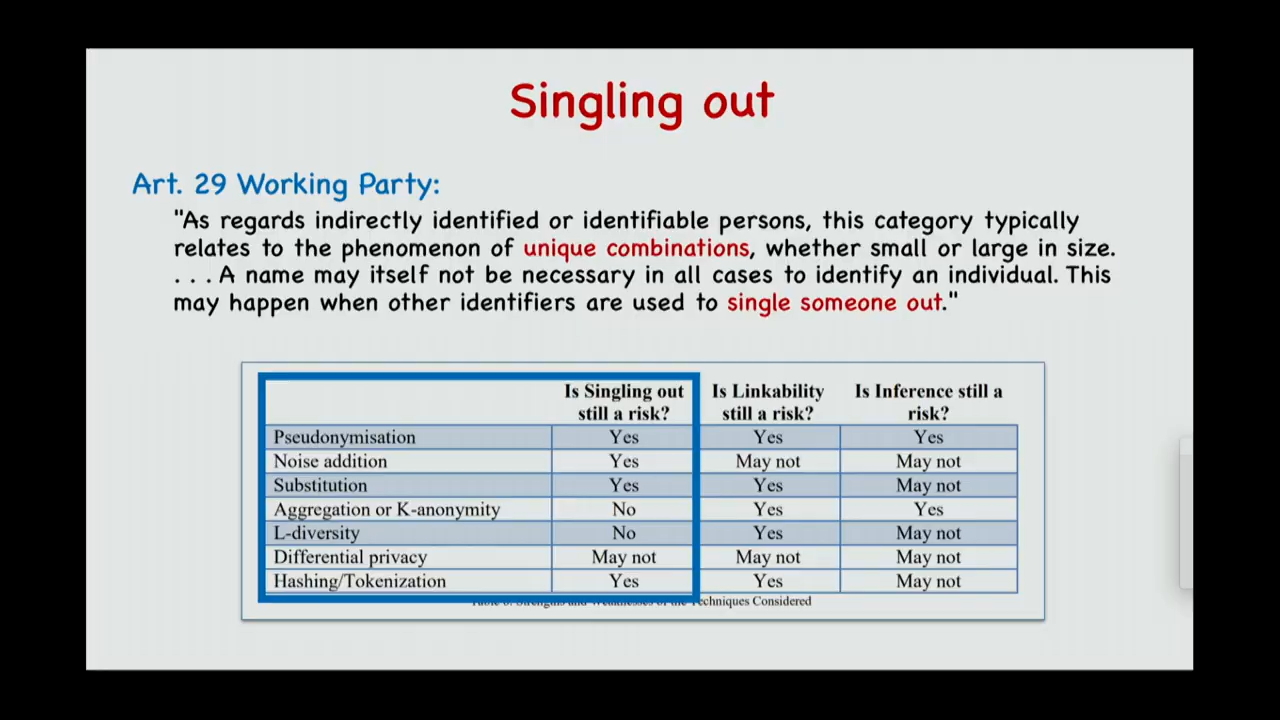 Singling out
Art. 29 Working Party:
"As regards indirectly identified or identifiable persons, this category typically
relates to the phenomenon of unique combinations, whether small or large in size.
. . . A name may itself not be necessary in all cases to identify an individual. This
may happen when other identifiers are used to single someone out."
Is Singling out still a risk? Is Linkability still a risk? Is Inference still a risk?
Pseudonymisation Yes Yes Yes
Noise addition Yes May not May not
Substitution Yes Yes May not
Aggregation or K-anonymity No Yes Yes
L-diversity No Yes May not
Differential privacy May not May not May not
Hashing/Tokenization Yes Yes May not
Techniques Considered